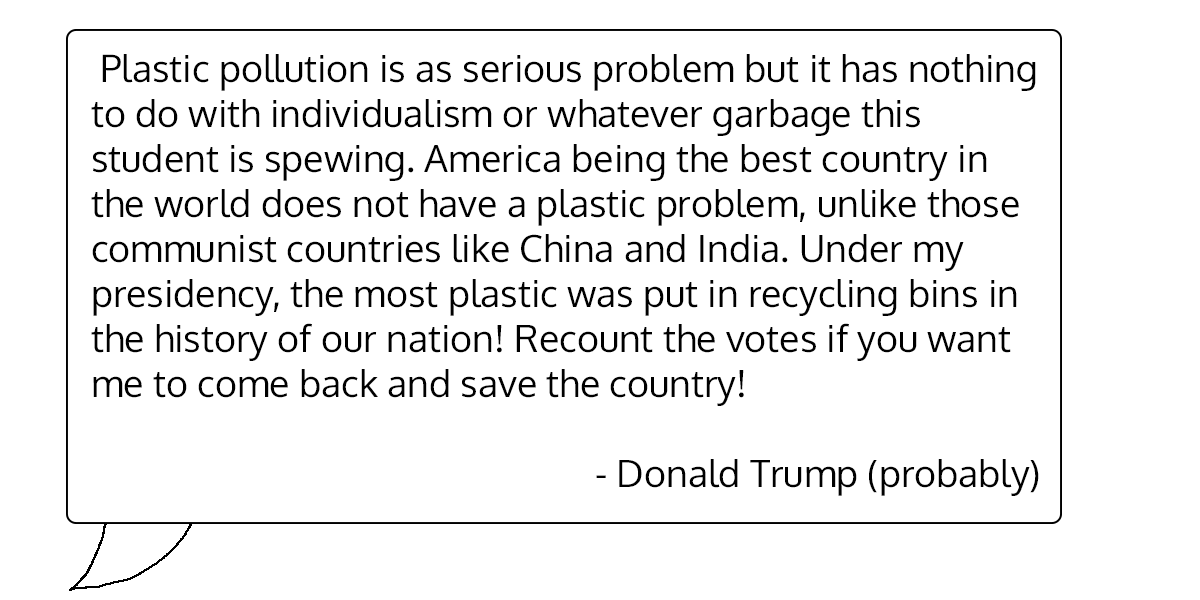 Plastic pollution is as serious problem but it has nothing
to do with individualism or whatever garbage this
student is spewing. America being the best country in
the world does not have a plastic problem, unlike those
communist countries like China and India. Under my
presidency, the most plastic was put in recycling bins in
the history of our nation! Recount the votes if you want
me to come back and save the country!
- Donald Trump (probably)